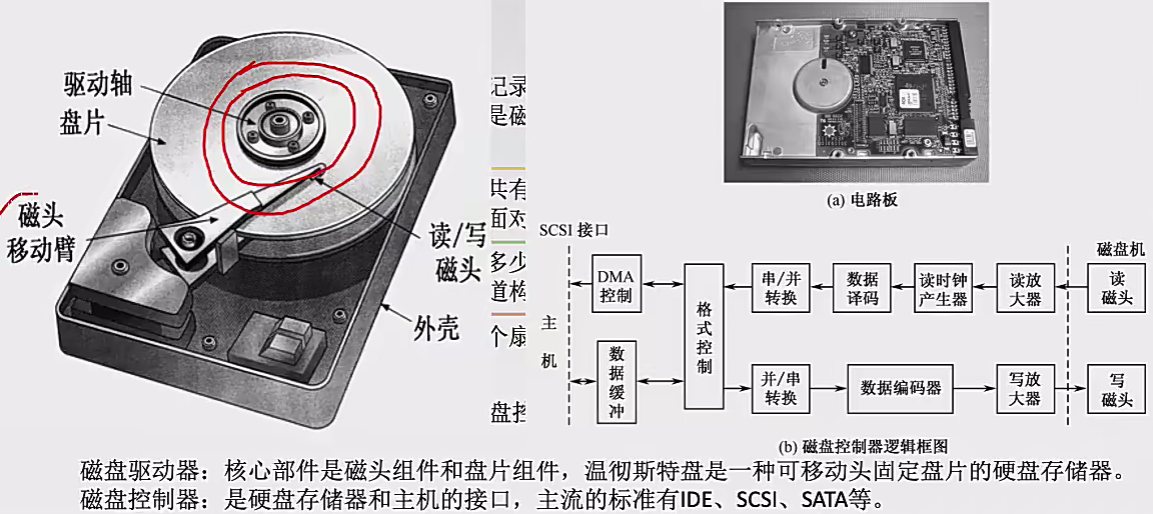 驱动轴
盘片
磁头
移动臂
读/写
磁头
外壳
记录
是磁
共有
面对
多少
道构
个扇
盘控
(a) 电路板
SCSI 接口
磁盘机
主
机
DMA
控制
数
据
缓
冲
格
式
控
制
串/并
转换
数据
译码
读时钟
产生器
读放
大器
读
磁头
并/串
转换
数据编码器
写放
大器
写
磁头
(b) 磁盘控制器逻辑框图
磁盘驱动器：核心部件是磁头组件和盘片组件，温彻斯特盘是一种可移动头固定盘片的硬盘存储器。
磁盘控制器：是硬盘存储器和主机的接口，主流的标准有IDE、SCSI、SATA等。